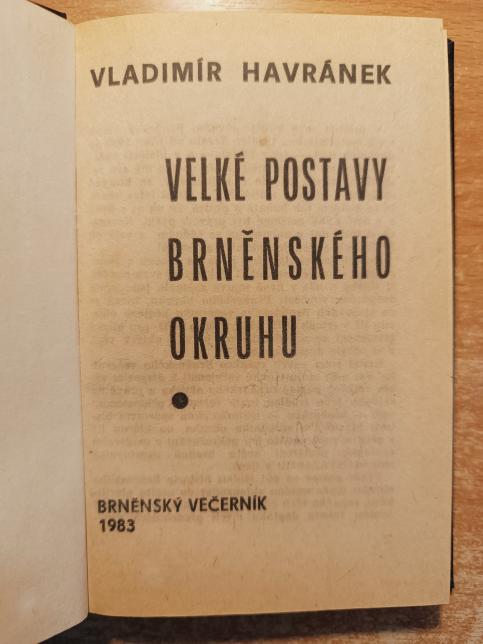 VLADIMÍR HAVRÁNEK
VELKÉ POSTAVY
BRNĚNSKÉHO
OKRUHU
BRNĚNSKÝ VEČERNÍK
1983